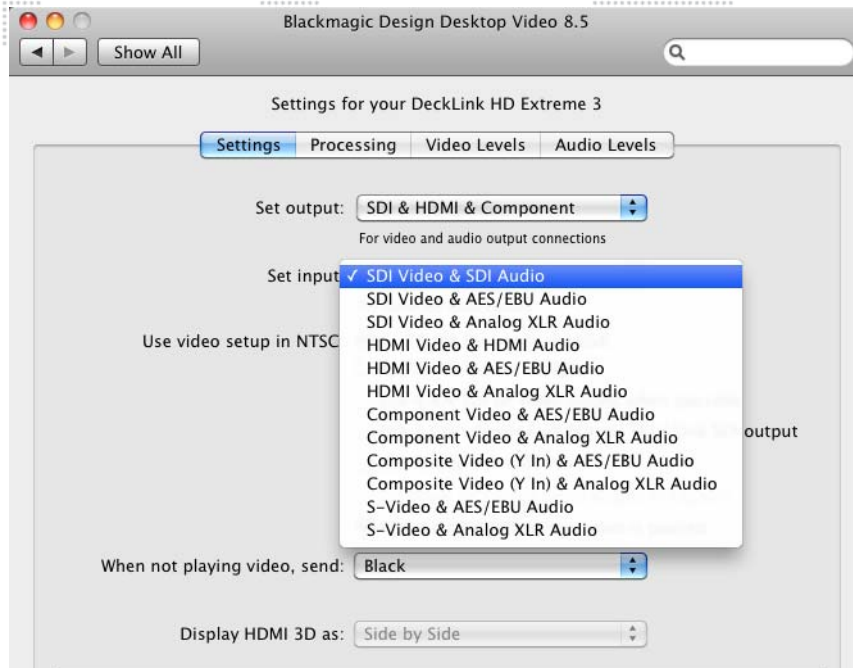 Blackmagic Design Desktop Video 8.5
Show All
Settings for your DeckLink HD Extreme 3
Settings Processing Video Levels Audio Levels
Set output: SDI & HDMI & Component
For video and audio output connections
Set input ✓ SDI Video & SDI Audio
SDI Video & AES/EBU Audio
SDI Video & Analog XLR Audio
Use video setup in NTSC
HDMI Video & HDMI Audio
HDMI Video & AES/EBU Audio
HDMI Video & Analog XLR Audio
Component Video & AES/EBU Audio
Component Video & Analog XLR Audio
output
Composite Video (Y In) & AES/EBU Audio
Composite Video (Y In) & Analog XLR Audio
S-Video & AES/EBU Audio
S-Video & Analog XLR Audio
When not playing video, send: Black
Display HDMI 3D as: Side by Side